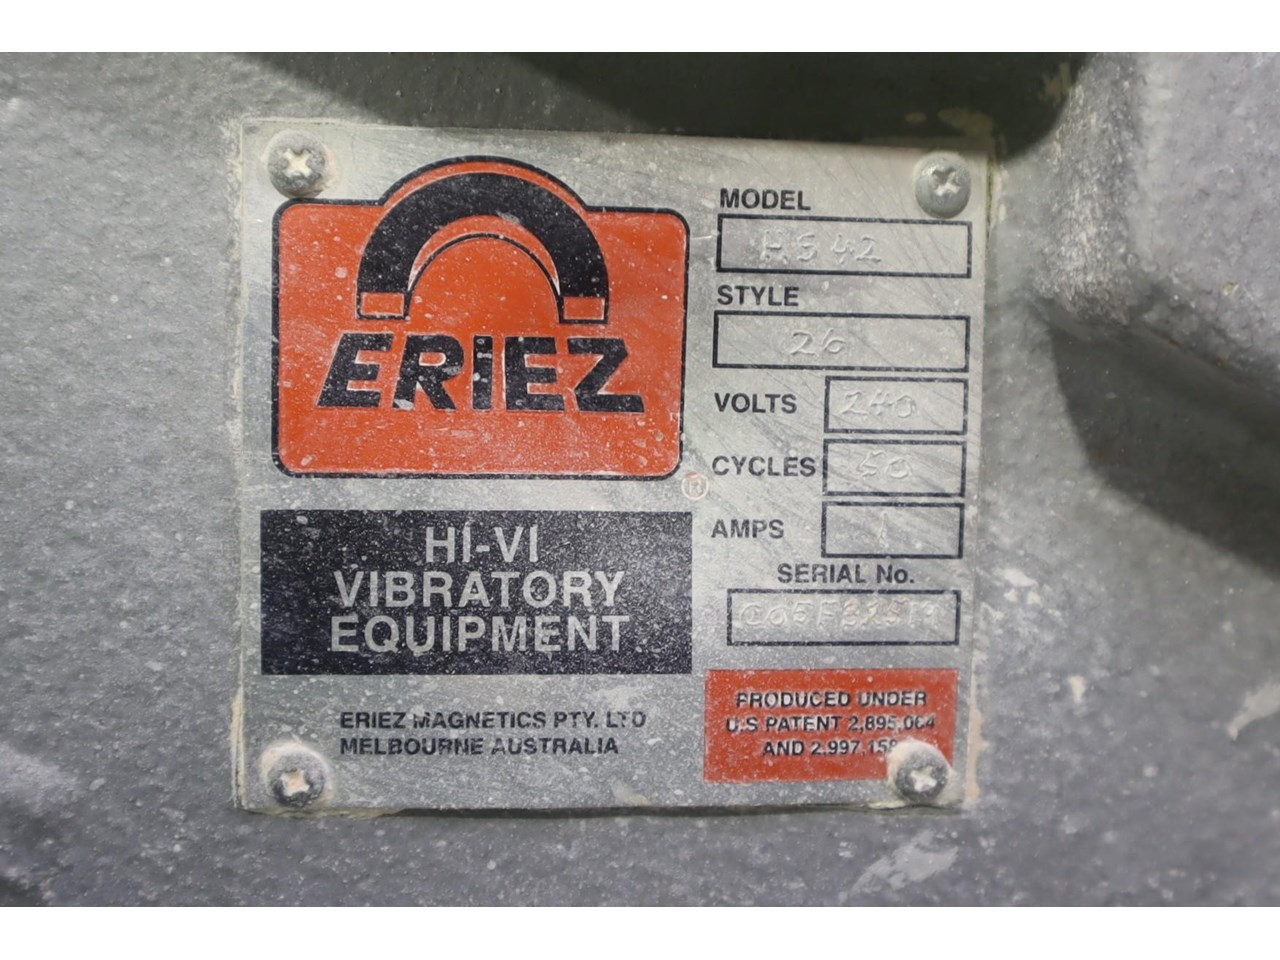 ERIEZ
MODEL
HS42
STYLE
26
VOLTS 240
CYCLES 50
AMPS 1
SERIAL No.
HI-VI
VIBRATORY
EQUIPMENT
ERIEZ MAGNETICS PTY. LTD
MELBOURNE AUSTRALIA
PRODUCED UNDER
U.S PATENT 2,895,064
AND 2.997,158